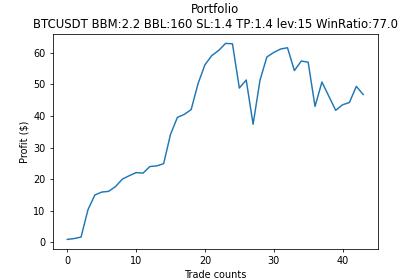 Portfolio
BTCUSDT BBM:2.2 BBL:160 SL:1.4 TP:1.4 lev:15 WinRatio:77.0
60
50
40
30
20
10
0
Profit ($)
0 10 20 30 40
Trade counts